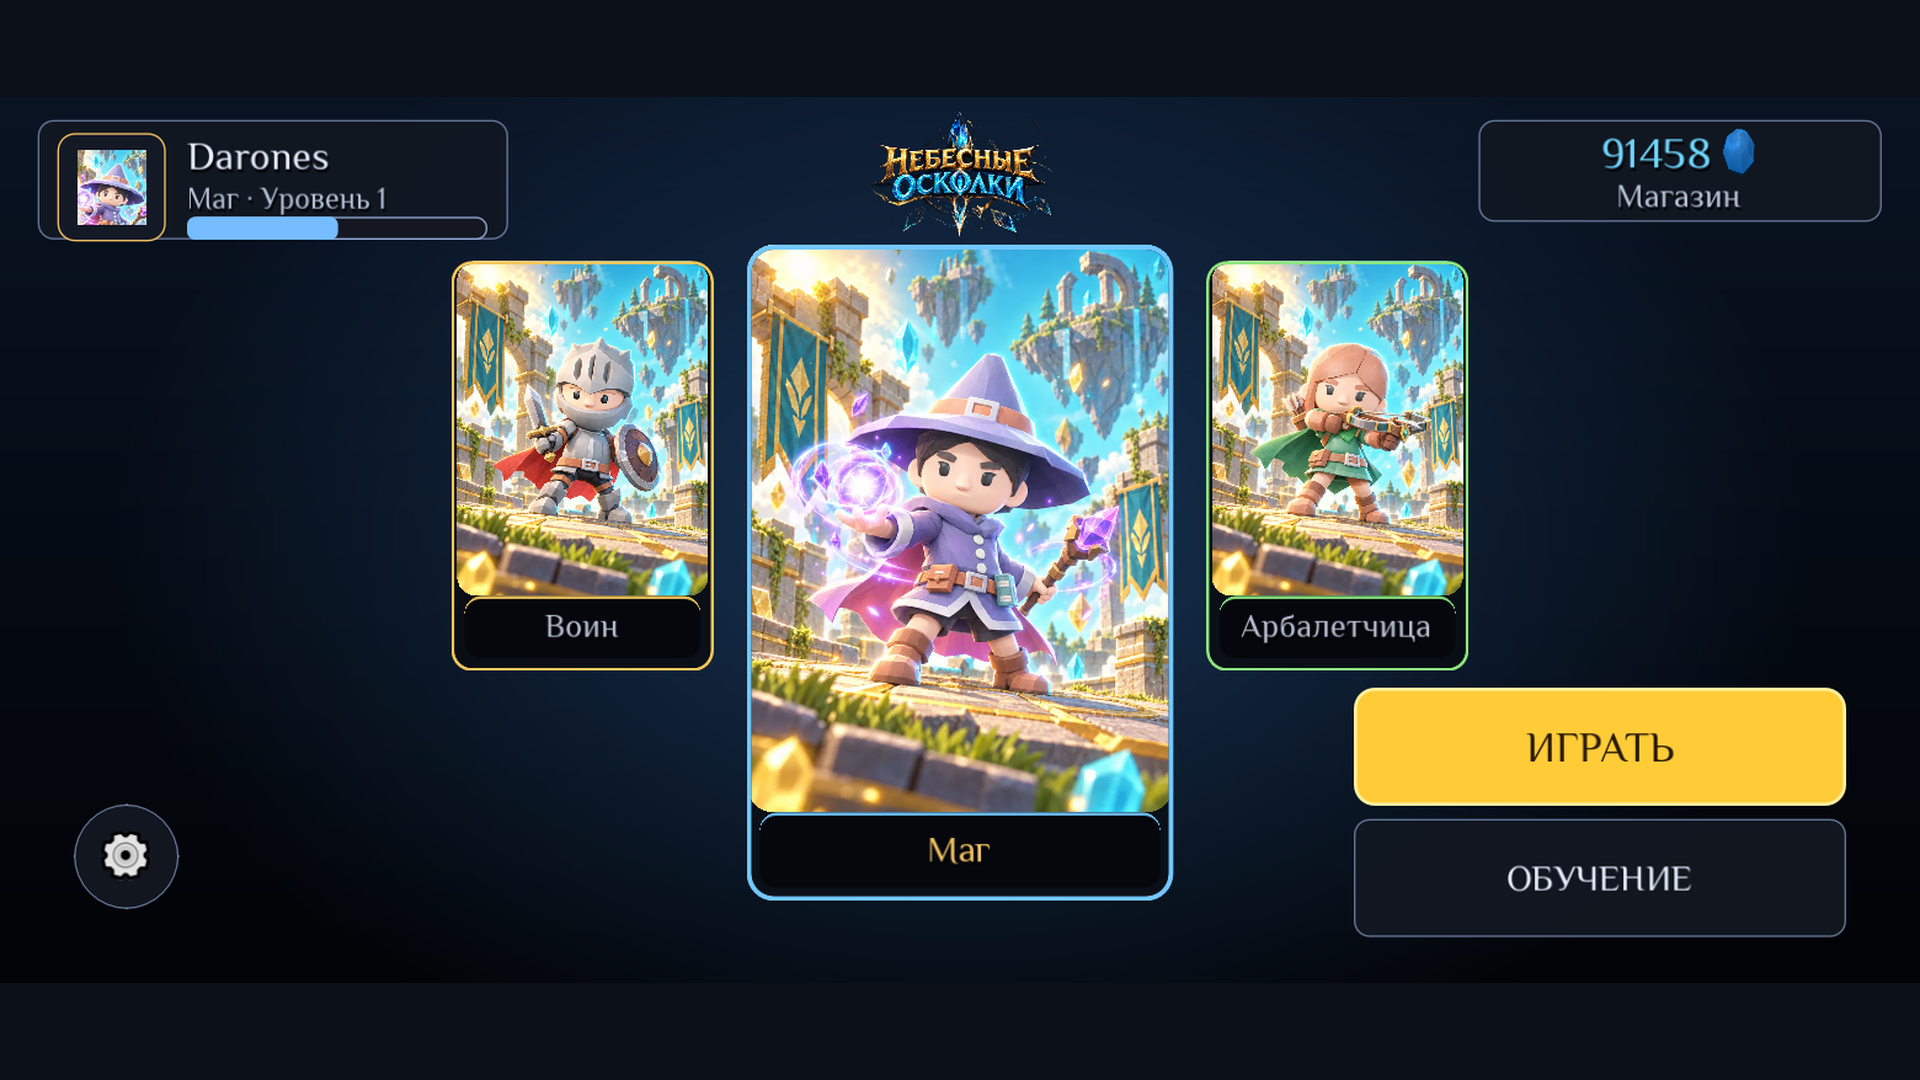 Darones
Маг · Уровень 1
НЕБЕСНЫЕ
ОСКОЛКИ
91458
Магазин
Воин
Маг
Арбалетчица
ИГРАТЬ
ОБУЧЕНИЕ